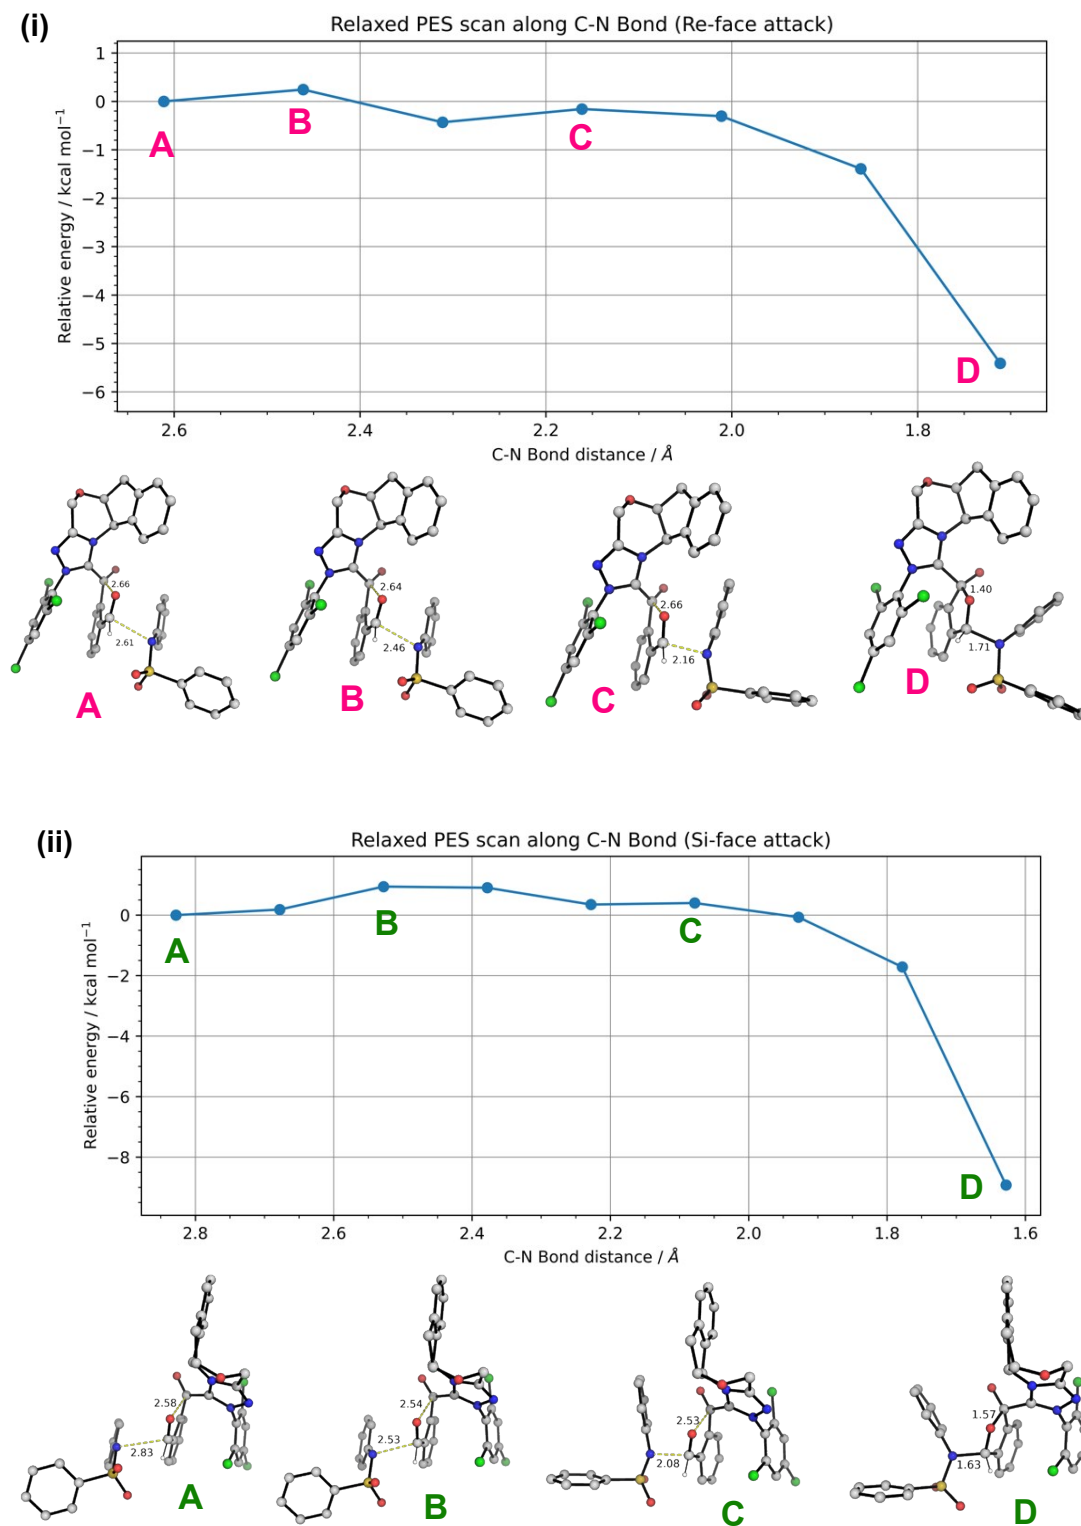 (i)
Relaxed PES scan along C-N Bond (Re-face attack)
Relative energy / kcal mol⁻¹
1
0
−1
−2
−3
−4
−5
−6
A
B
C
D
2.6
2.4
2.2
2.0
1.8
C-N Bond distance / Å
2.66
2.61
A
2.64
2.46
B
2.66
2.16
C
1.40
1.71
D
(ii)
Relaxed PES scan along C-N Bond (Si-face attack)
Relative energy / kcal mol⁻¹
0
−2
−4
−6
−8
A
B
C
D
2.8
2.6
2.4
2.2
2.0
1.8
1.6
C-N Bond distance / Å
2.58
2.83
A
2.54
2.53
B
2.53
2.08
C
1.57
1.63
D